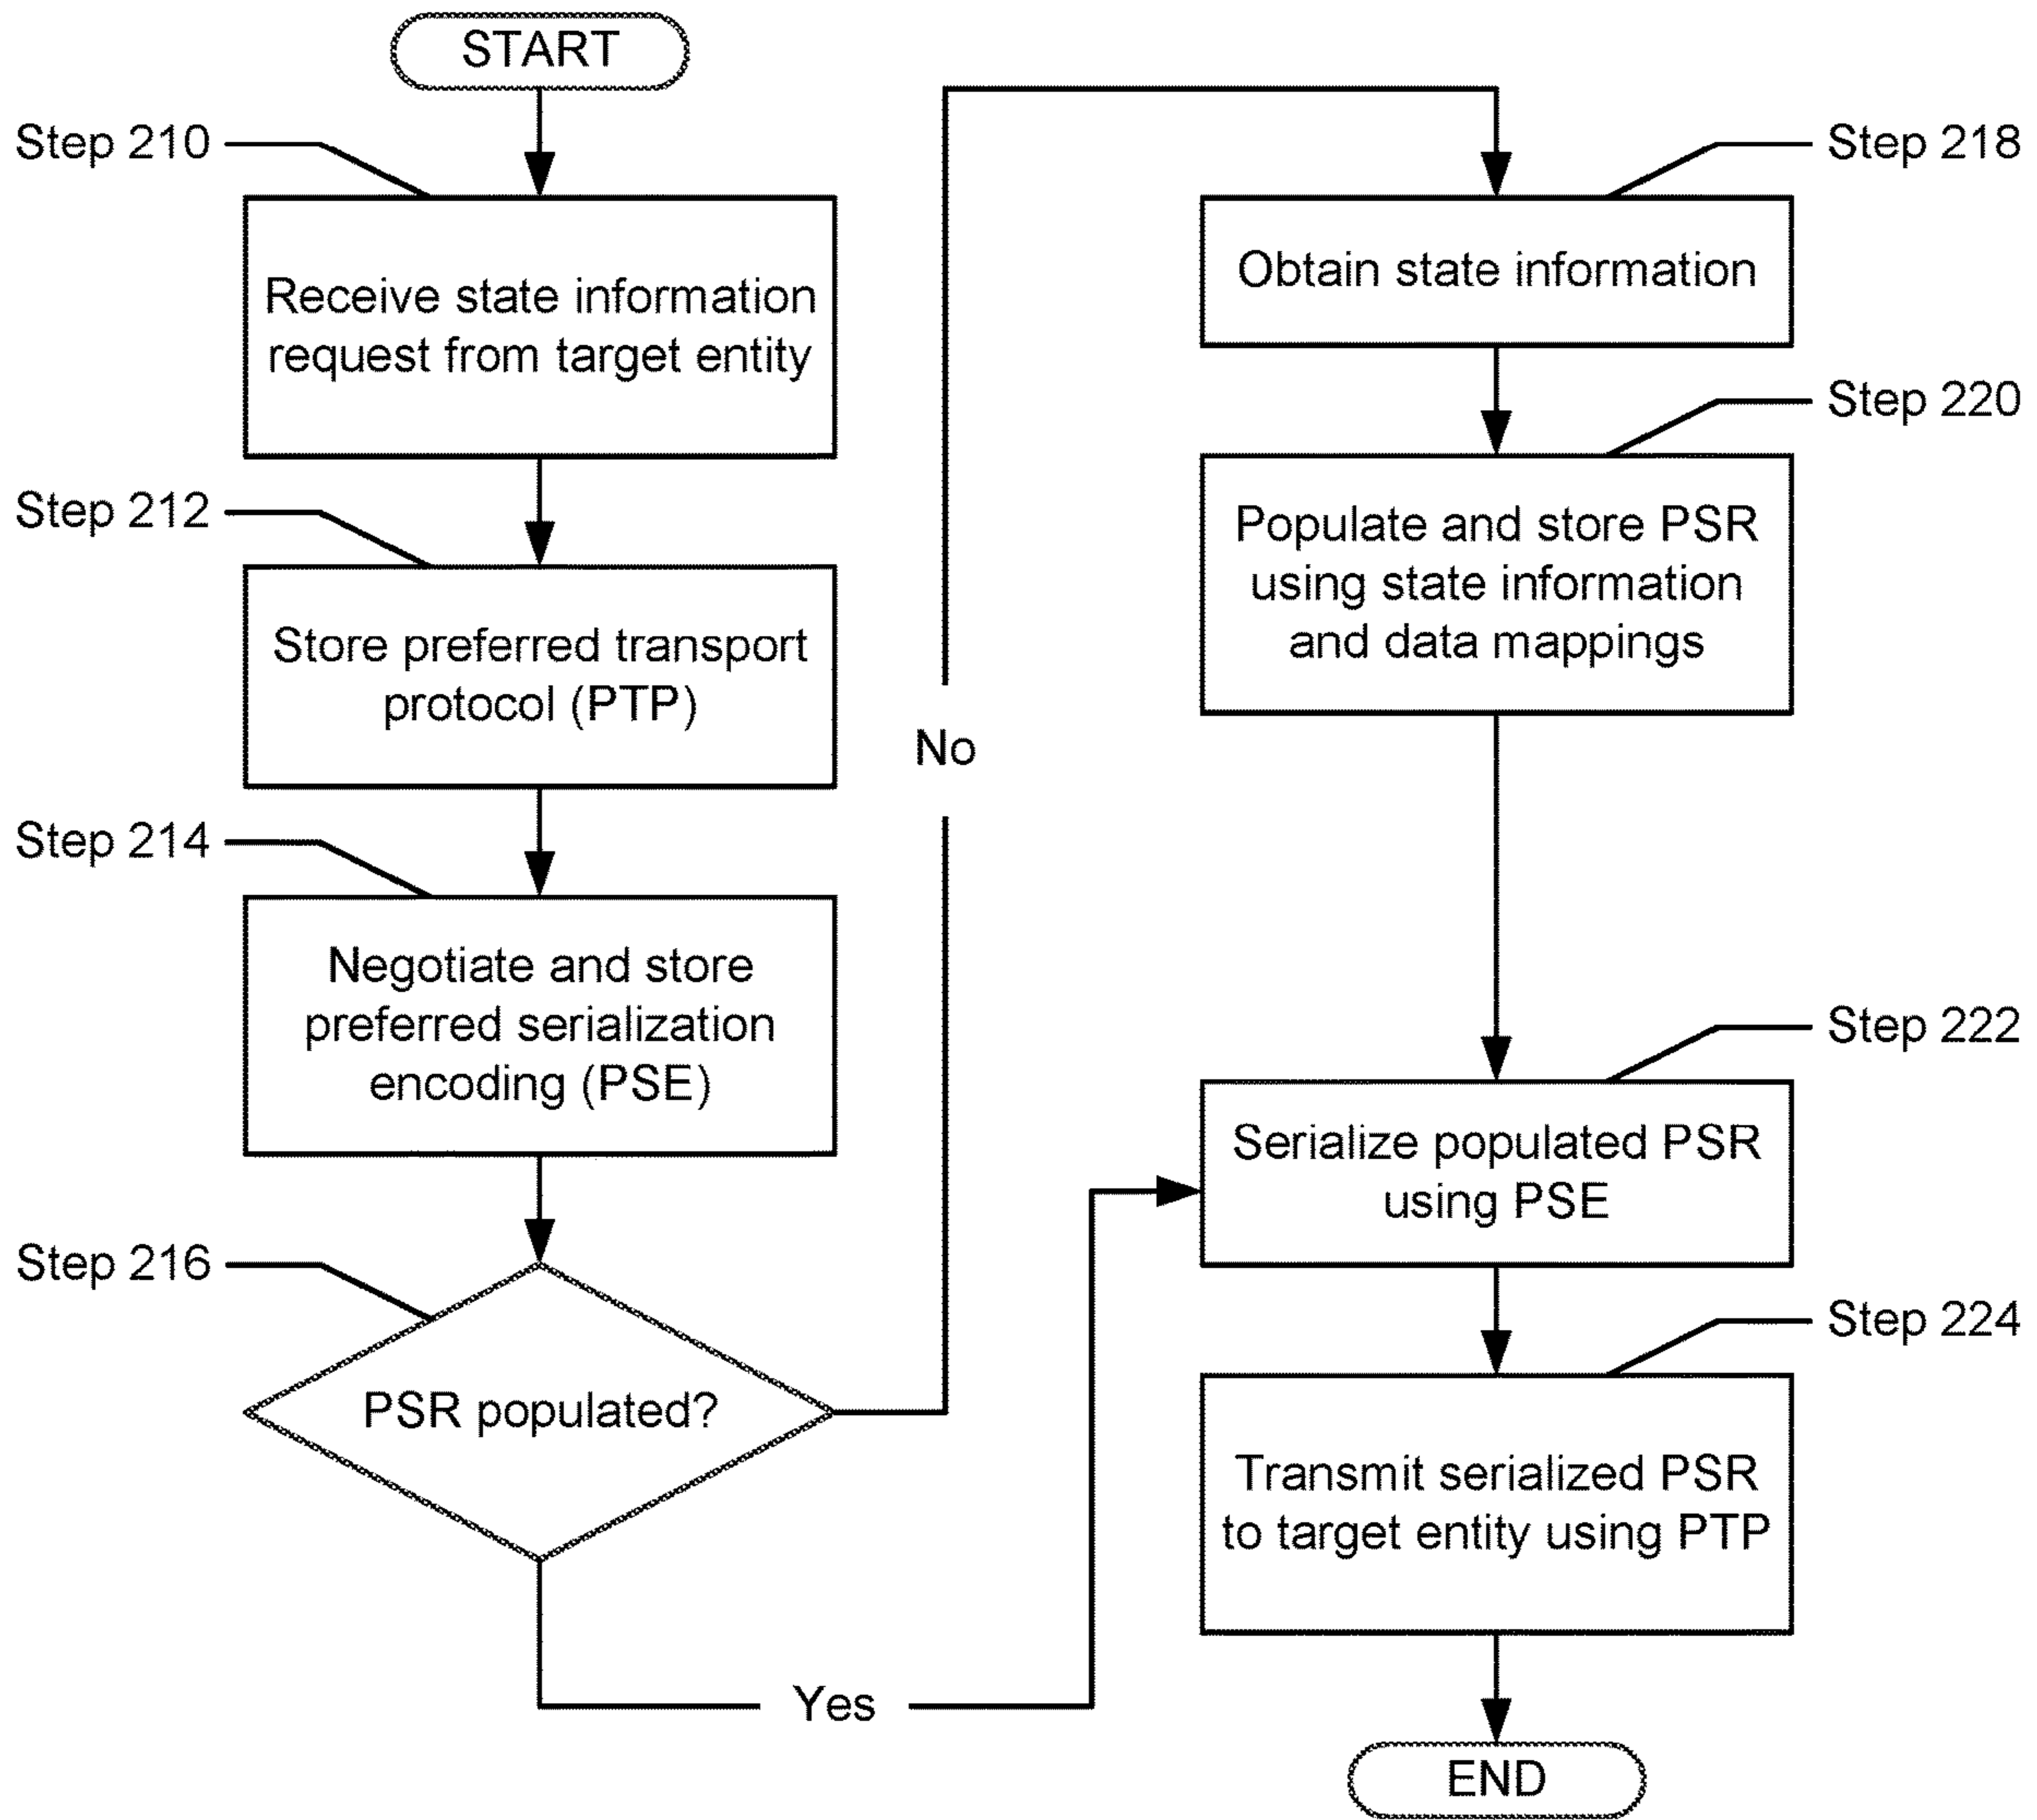 START
Step 210
Receive state information
request from target entity
Step 212
Store preferred transport
protocol (PTP)
Step 214
Negotiate and store
preferred serialization
encoding (PSE)
Step 216
PSR populated?
No
Yes
Step 218
Obtain state information
Step 220
Populate and store PSR
using state information
and data mappings
Step 222
Serialize populated PSR
using PSE
Step 224
Transmit serialized PSR
to target entity using PTP
END